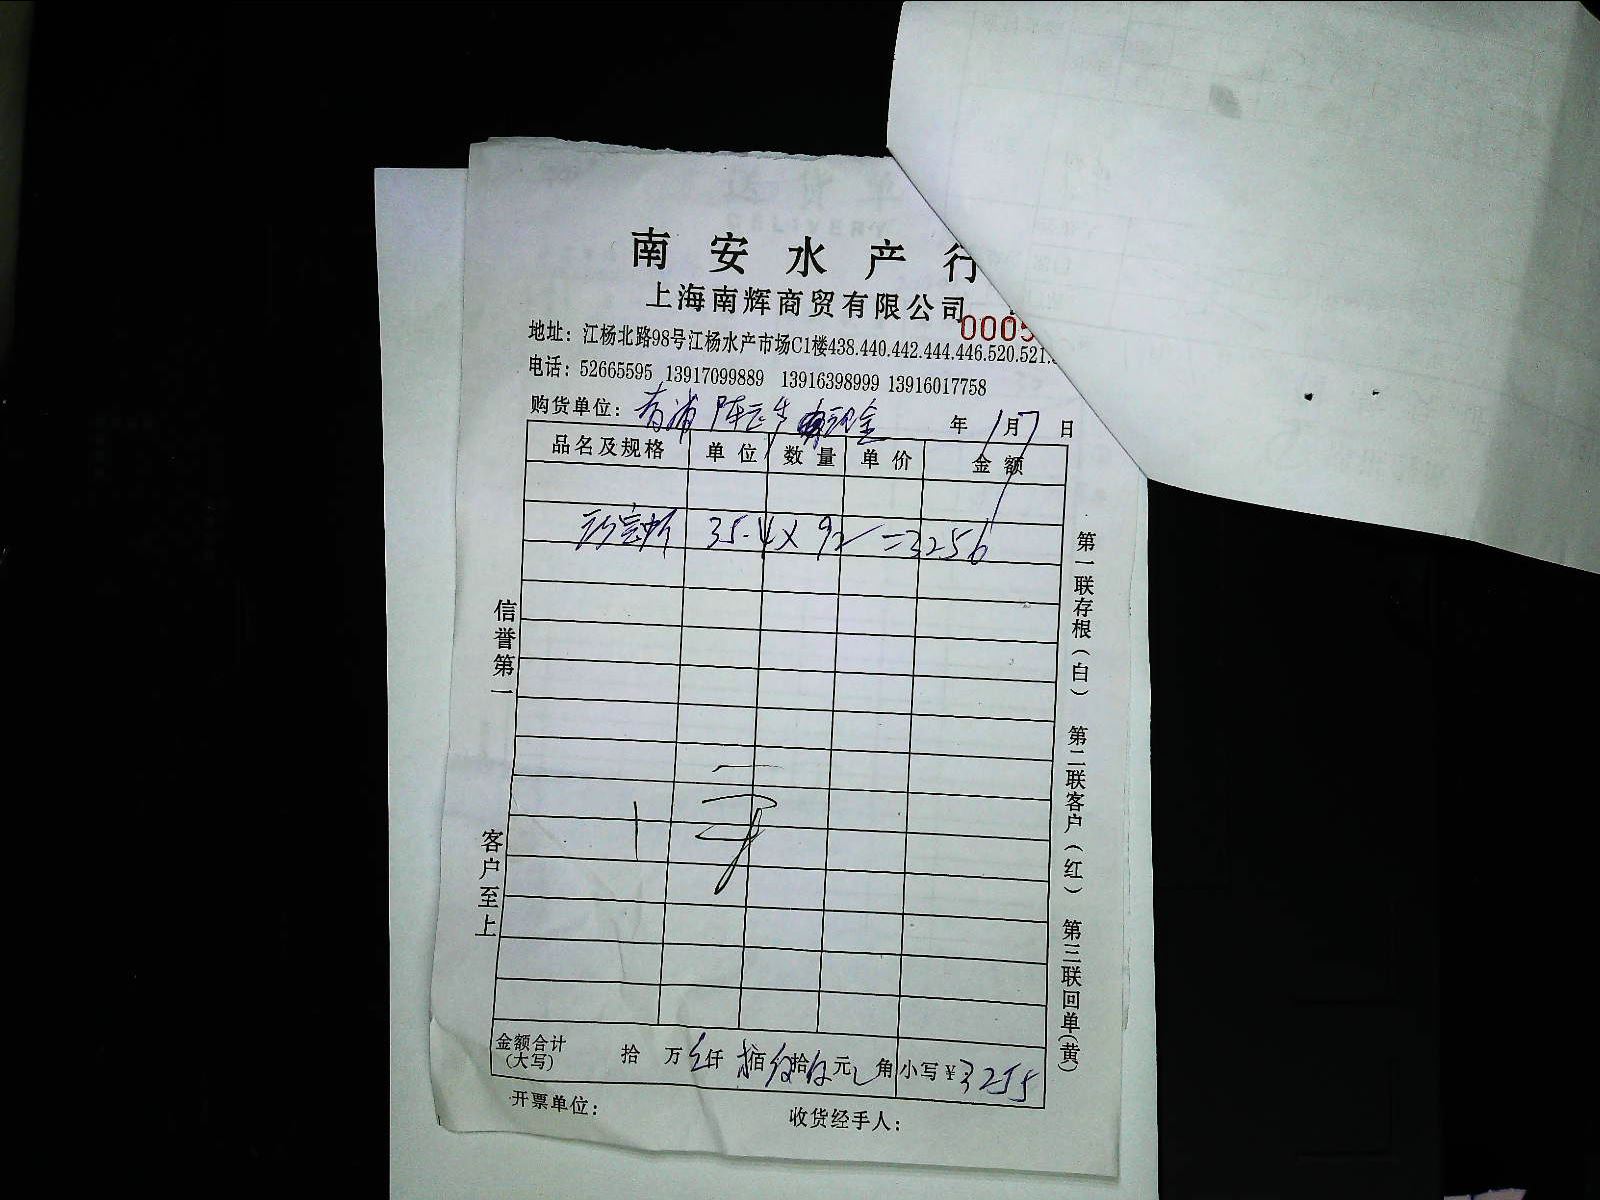 南安水产行
上海南辉商贸有限公司
0005
地址：江杨北路98号江杨水产市场C1楼438.440.442.444.446.520.521.
电话：52665595 13917099889 13916398999 13916017758
购货单位：青浦 现金 年 1月7日
品名及规格 单位 数量 单价 金额
35.4×92=3256
信誉第一
客户至上
第一联存根（白） 第二联客户（红） 第三联回单（黄）
金额合计（大写） 拾 万 仟 佰 拾 元 角 小写¥3255
开票单位： 收货经手人：